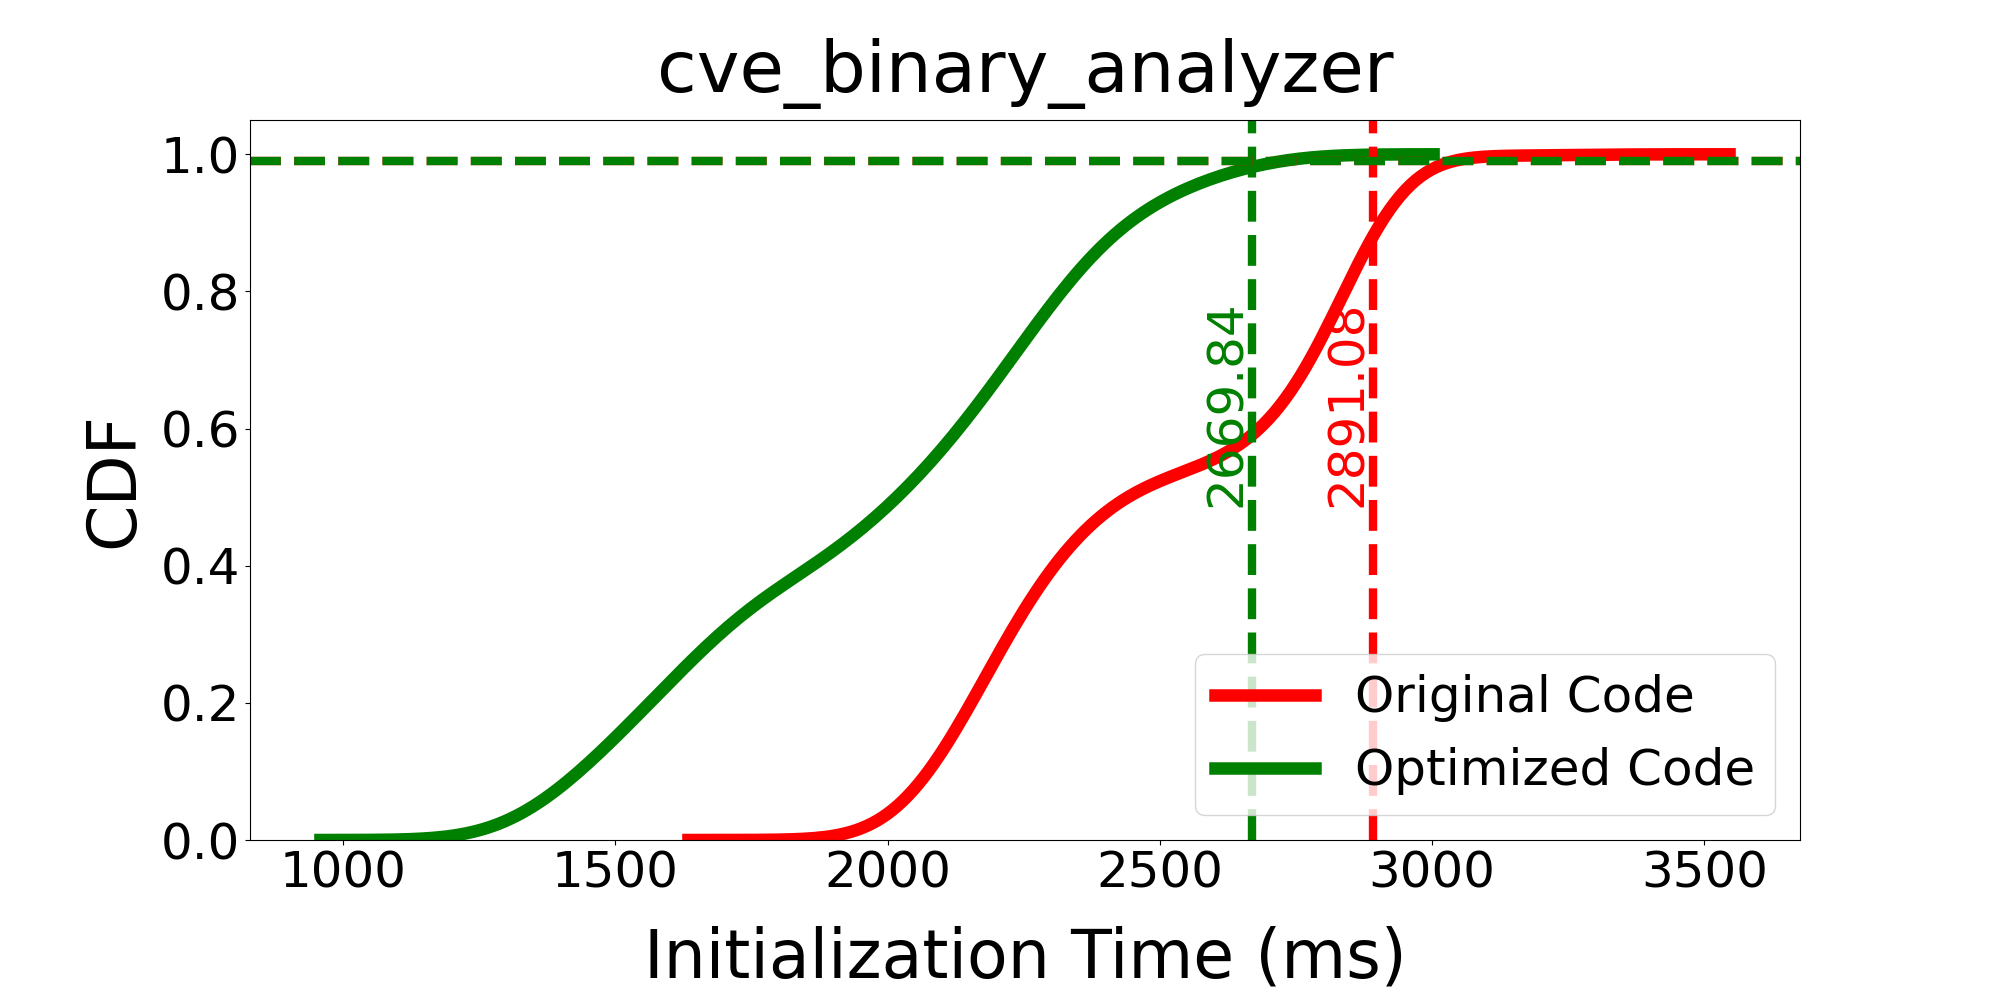 cve_binary_analyzer
CDF
1.0
0.8
0.6
0.4
0.2
0.0
2669.84
2891.08
Original Code
Optimized Code
1000 1500 2000 2500 3000 3500
Initialization Time (ms)